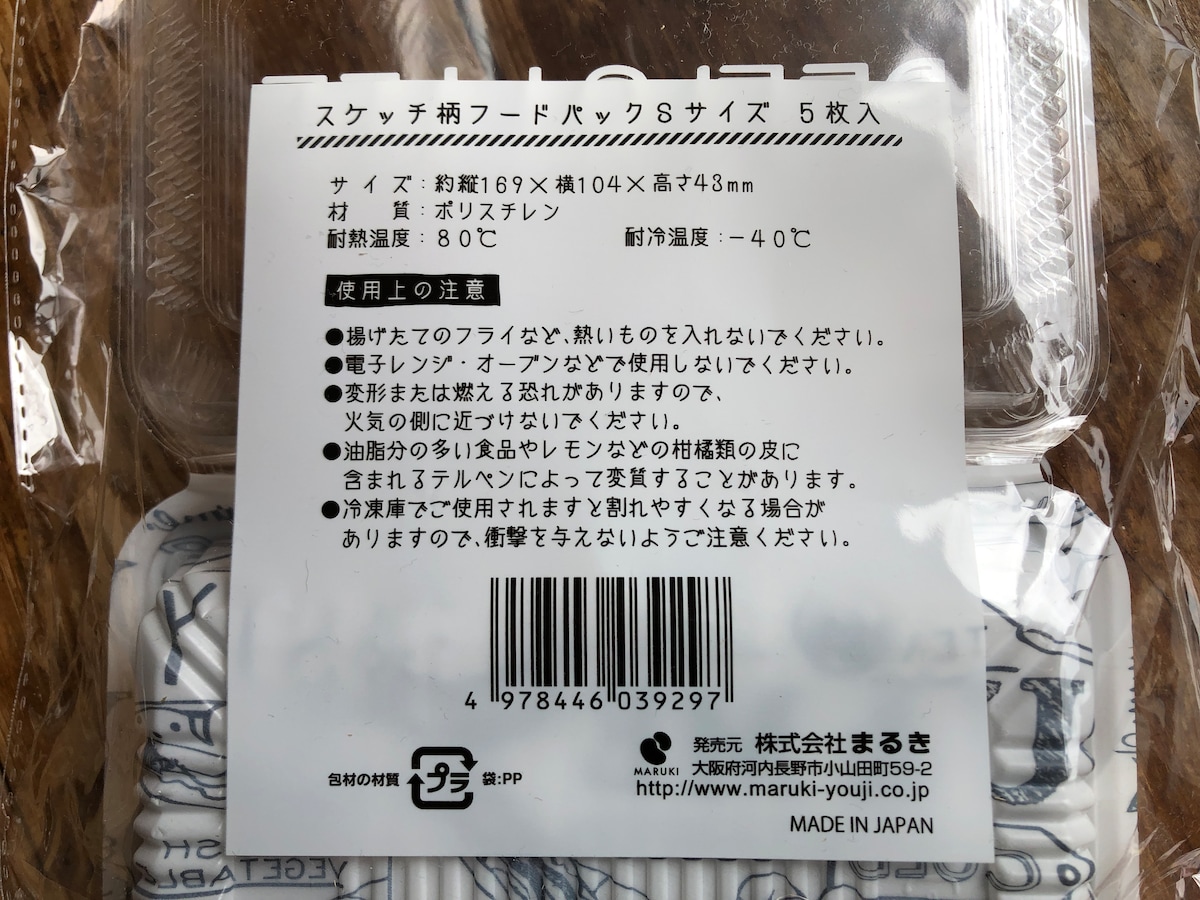 スケッチ柄フードパックSサイズ 5枚入
サイズ:約縦169×横104×高さ43mm
材質:ポリスチレン
耐熱温度:80℃ 耐冷温度:-40℃
使用上の注意
●揚げたてのフライなど、熱いものを入れないでください。
●電子レンジ・オーブンなどで使用しないでください。
●変形または燃える恐れがありますので、
火気の側に近づけないでください。
●油脂分の多い食品やレモンなどの柑橘類の皮に
含まれるテルペンによって変質することがあります。
●冷凍庫でご使用されますと割れやすくなる場合が
ありますので、衝撃を与えないようご注意ください。
4 978446 039297
包材の材質 プラ 袋:PP
MARUKI
発売元 株式会社まるき
大阪府河内長野市小山田町59-2
http://www.maruki-youji.co.jp
MADE IN JAPAN
VEGETABL